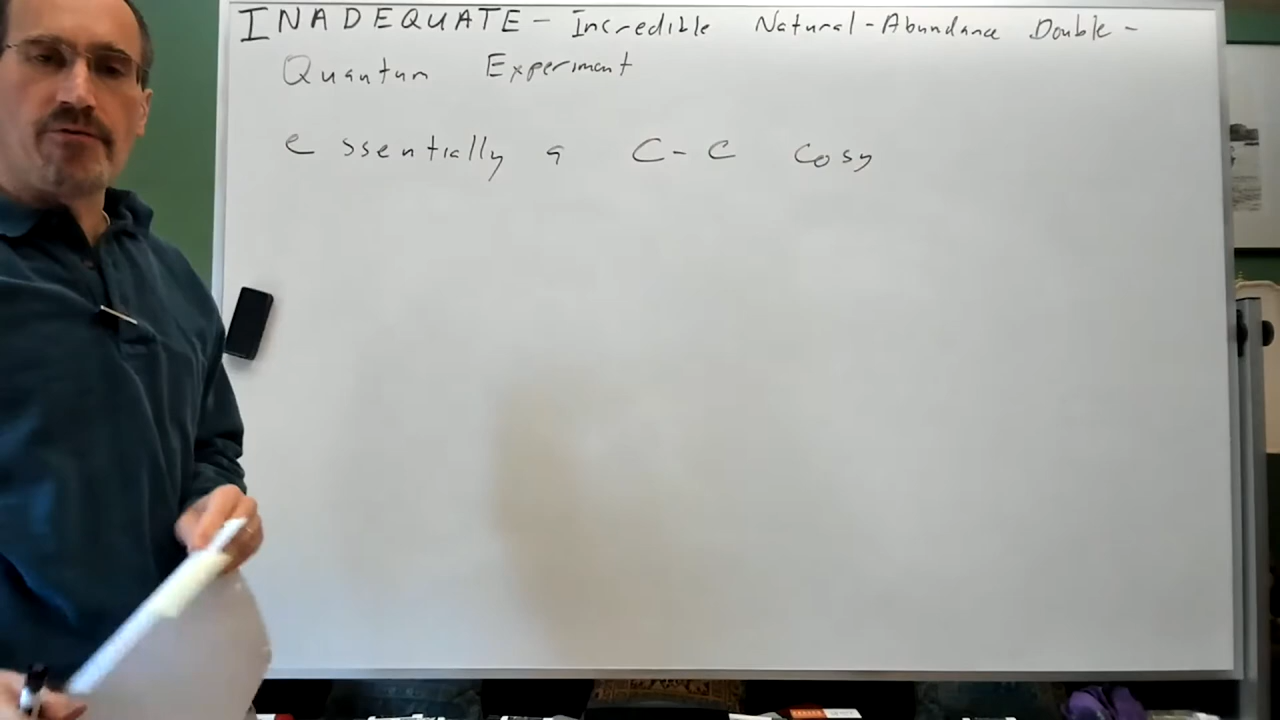 INADEQUATE - Incredible Natural-Abundance Double-
Quantum Experiment
essentially a C-C Cosy